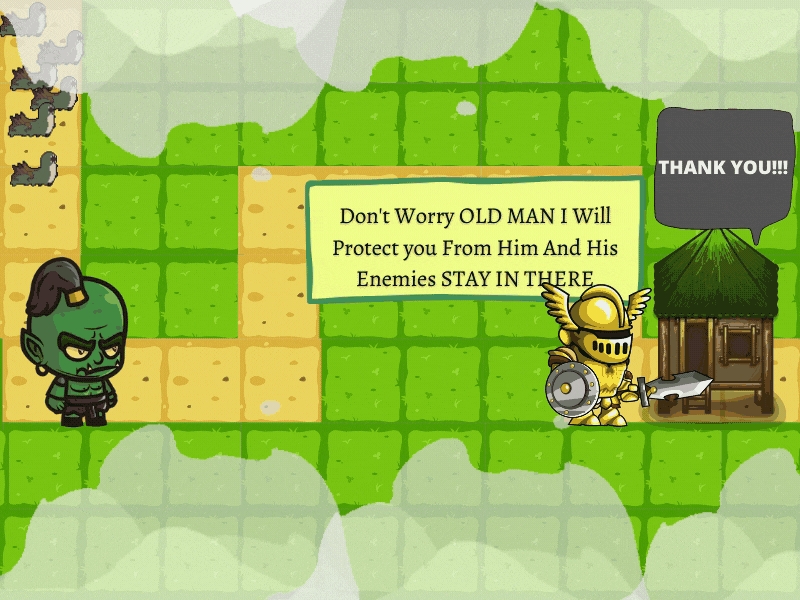 Don't Worry OLD MAN I Will
Protect you From Him And His
Enemies STAY IN THERE
THANK YOU!!!